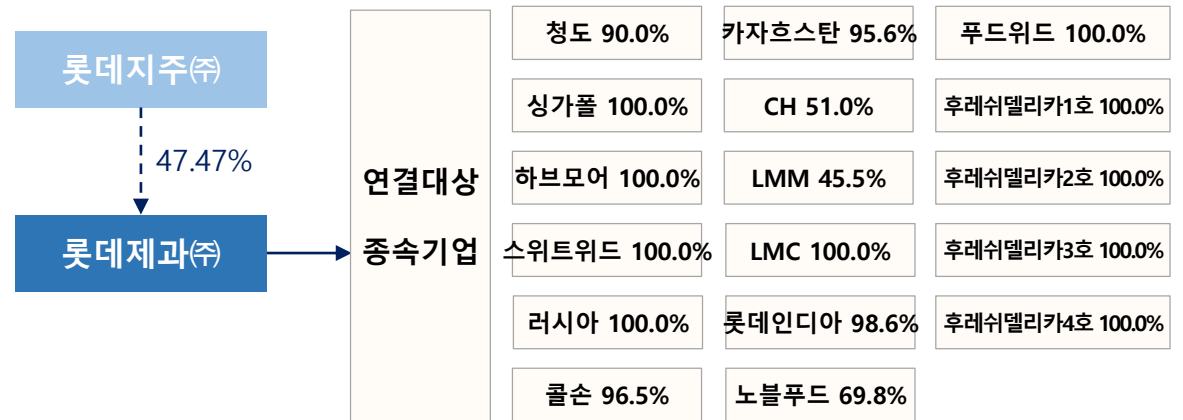 롯데지주㈜
47.47%
롯데제과㈜
연결대상
종속기업
청도 90.0%
싱가폴 100.0%
하브모어 100.0%
스위트위드 100.0%
러시아 100.0%
콜손 96.5%
카자흐스탄 95.6%
CH 51.0%
LMM 45.5%
LMC 100.0%
롯데인디아 98.6%
노블푸드 69.8%
푸드위드 100.0%
후레쉬델리카1호 100.0%
후레쉬델리카2호 100.0%
후레쉬델리카3호 100.0%
후레쉬델리카4호 100.0%